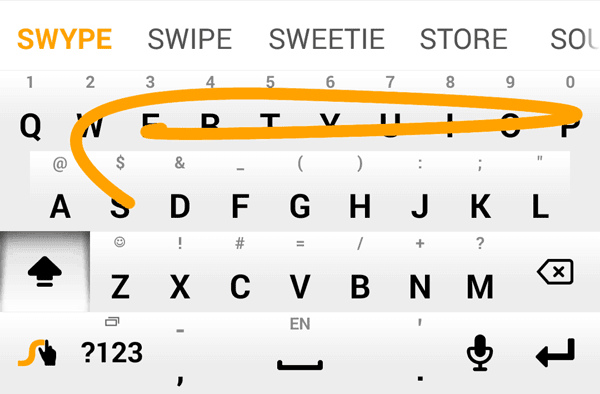 SWYPE SWIPE SWEETIE STORE SOU
1 2 3 4 5 6 7 8 9 0
Q W E R T Y U I O P
@ $ & _ ( ) : ; "
A S D F G H J K L
☺ ! # = / + ?
Z X C V B N M
- EN '
?123 , .